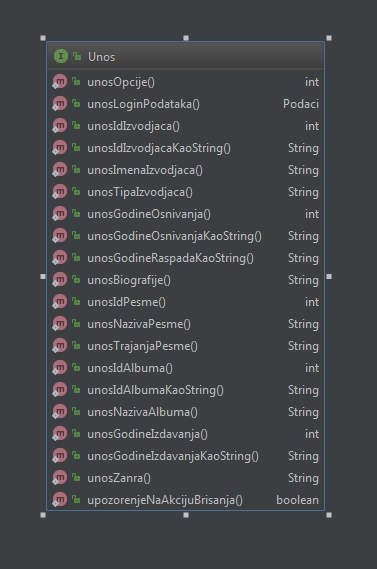 I Unos
m unosOpcije() int
m unosLoginPodataka() Podaci
m unosIdIzvodjaca() int
m unosIdIzvodjacaKaoString() String
m unosImenaIzvodjaca() String
m unosTipaIzvodjaca() String
m unosGodineOsnivanja() int
m unosGodineOsnivanjaKaoString() String
m unosGodineRaspadaKaoString() String
m unosBiografije() String
m unosIdPesme() int
m unosNazivaPesme() String
m unosTrajanjaPesme() String
m unosIdAlbuma() int
m unosIdAlbumaKaoString() String
m unosNazivaAlbuma() String
m unosGodineIzdavanja() int
m unosGodineIzdavanjaKaoString() String
m unosZanra() String
m upozorenjeNaAkcijuBrisanja() boolean